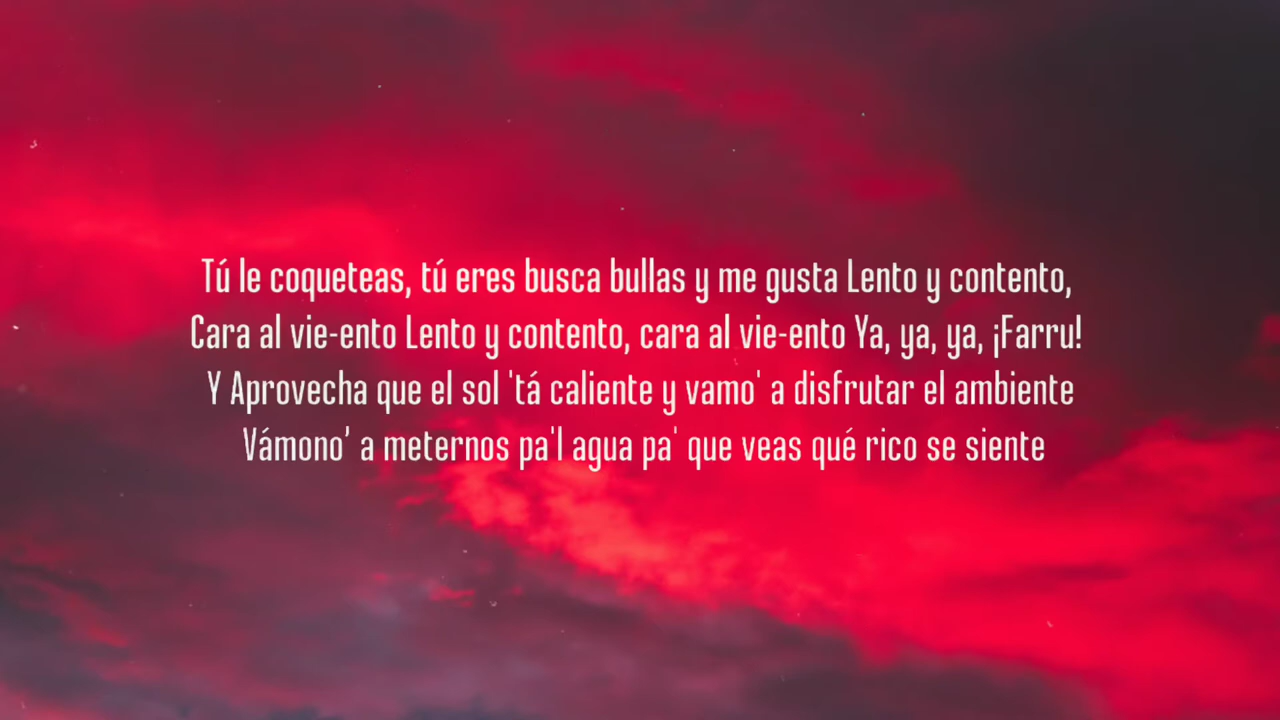 Tú le coqueteas, tú eres busca bullas y me gusta Lento y contento,
Cara al vie-ento Lento y contento, cara al vie-ento Ya, ya, ya, ¡Farru!
Y Aprovecha que el sol 'tá caliente y vamo' a disfrutar el ambiente
Vámono' a meternos pa'l agua pa' que veas qué rico se siente